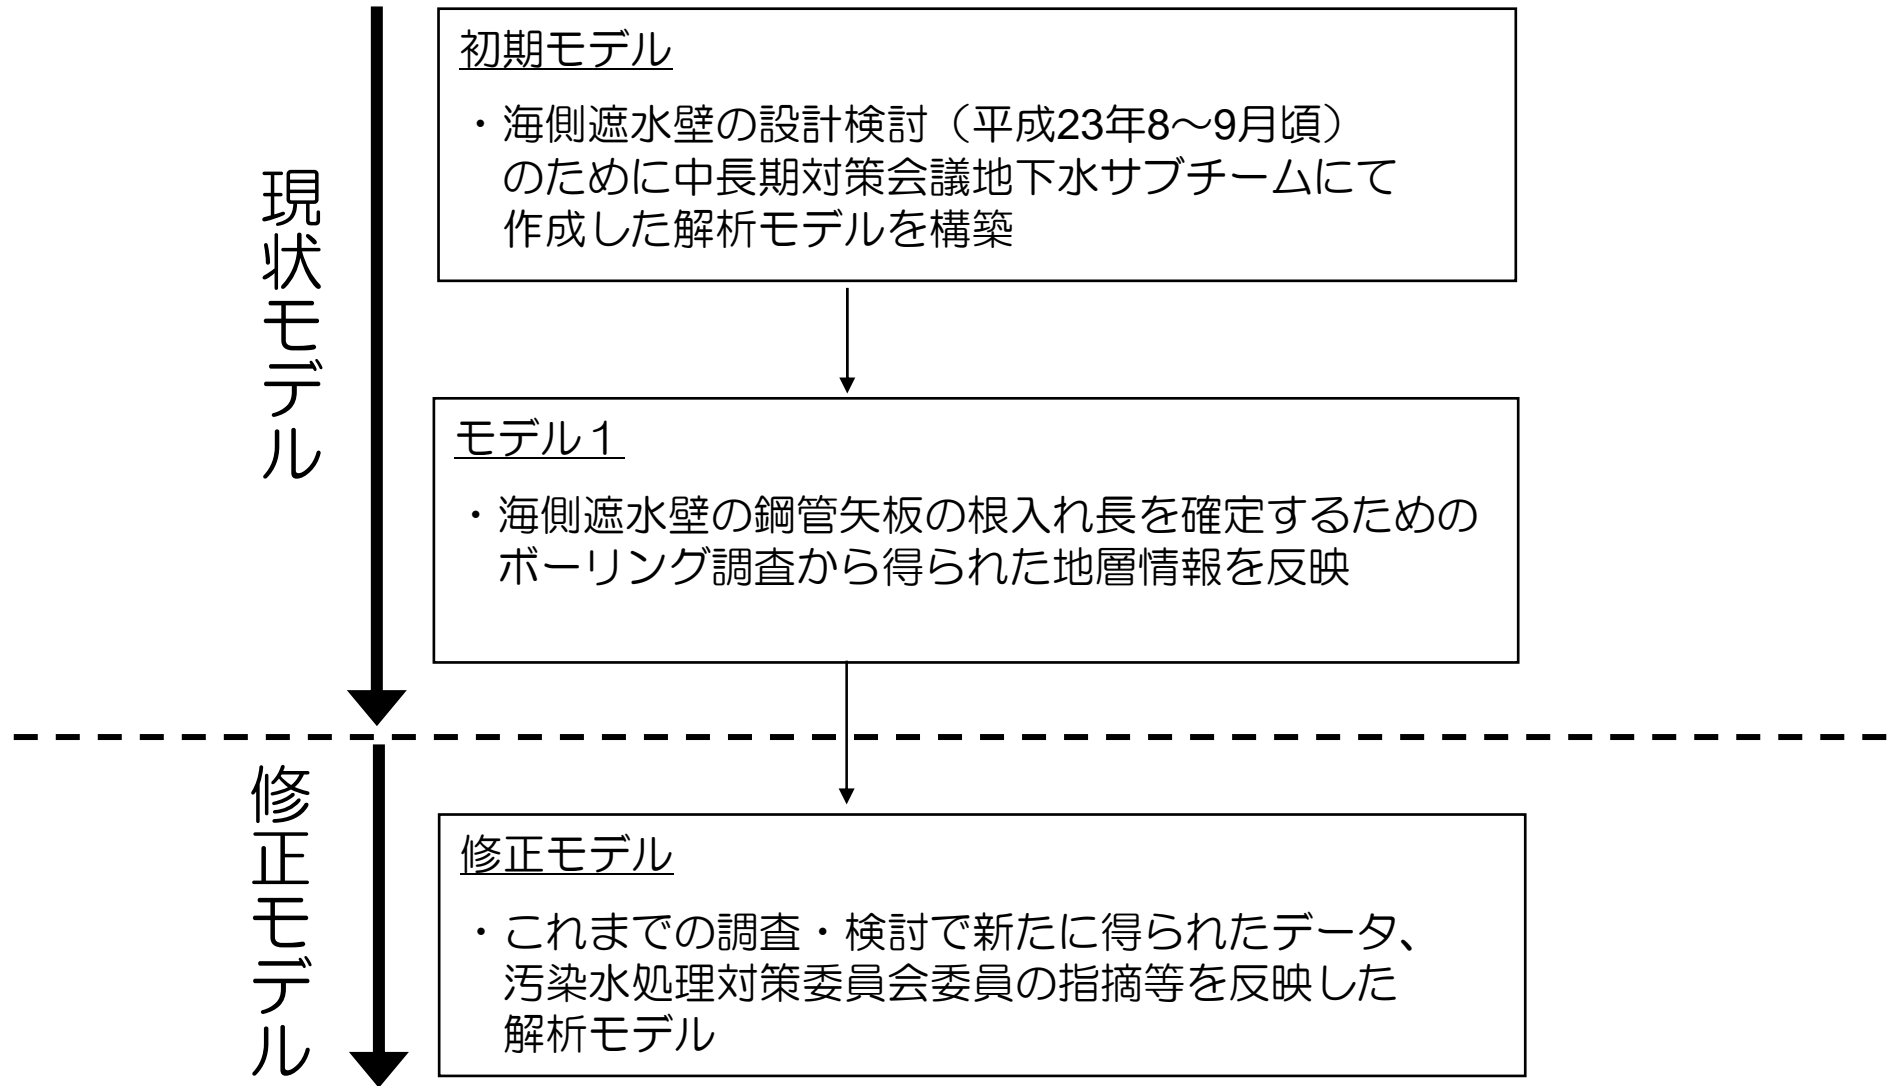 現状モデル
初期モデル
・海側遮水壁の設計検討（平成23年8～9月頃）
のために中長期対策会議地下水サブチームにて
作成した解析モデルを構築
モデル１
・海側遮水壁の鋼管矢板の根入れ長を確定するための
ボーリング調査から得られた地層情報を反映
修正モデル
修正モデル
・これまでの調査・検討で新たに得られたデータ、
汚染水処理対策委員会委員の指摘等を反映した
解析モデル